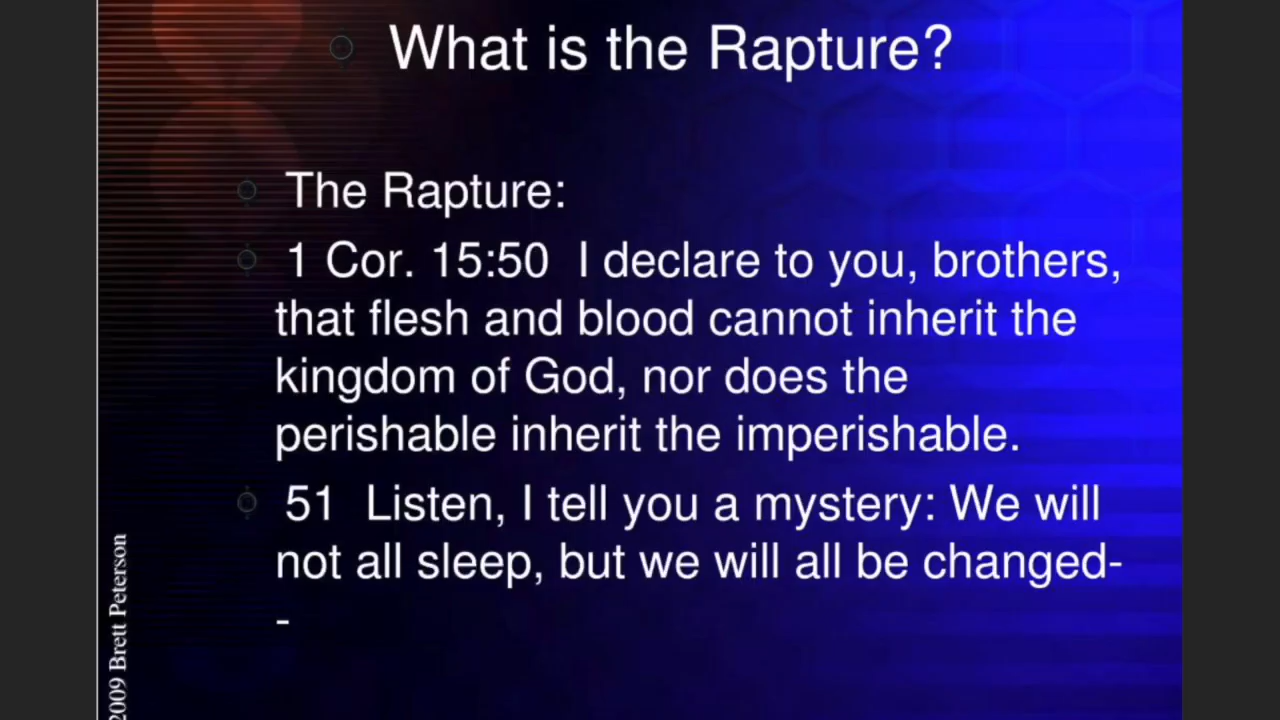 What is the Rapture?
The Rapture:
1 Cor. 15:50 I declare to you, brothers,
that flesh and blood cannot inherit the
kingdom of God, nor does the
perishable inherit the imperishable.
51 Listen, I tell you a mystery: We will
not all sleep, but we will all be changed-
-
2009 Brett Peterson